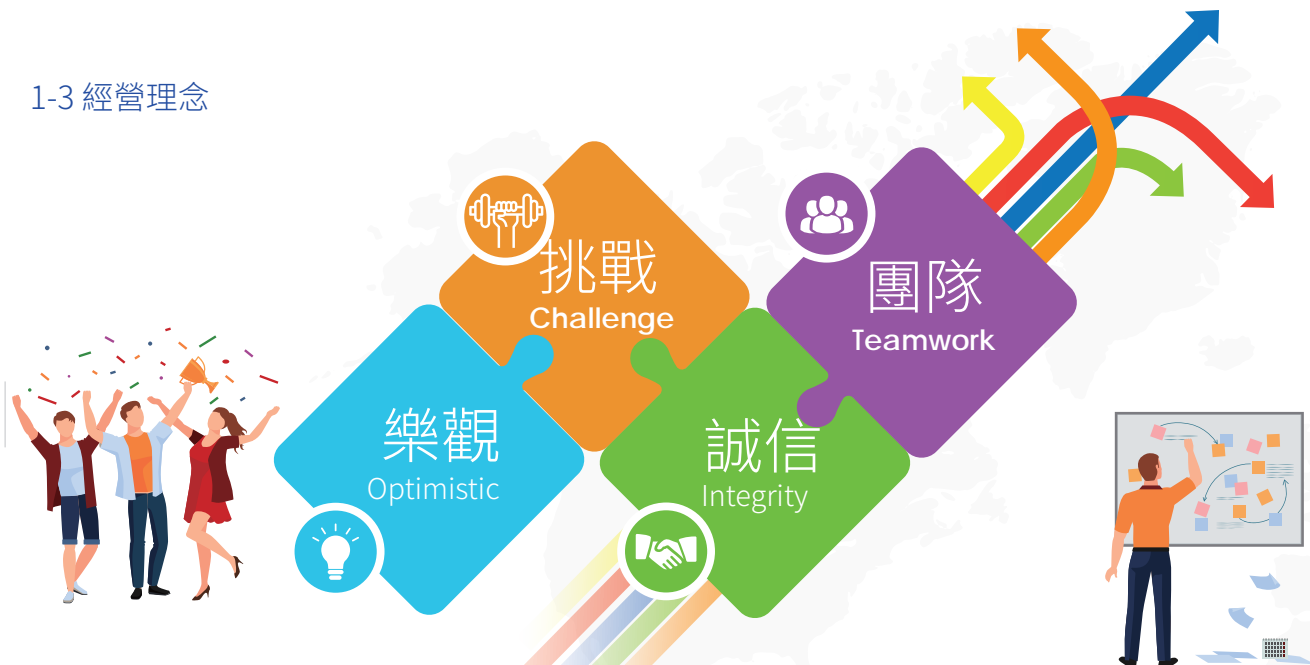 1-3 經營理念
挑戰
Challenge
團隊
Teamwork
樂觀
Optimistic
誠信
Integrity